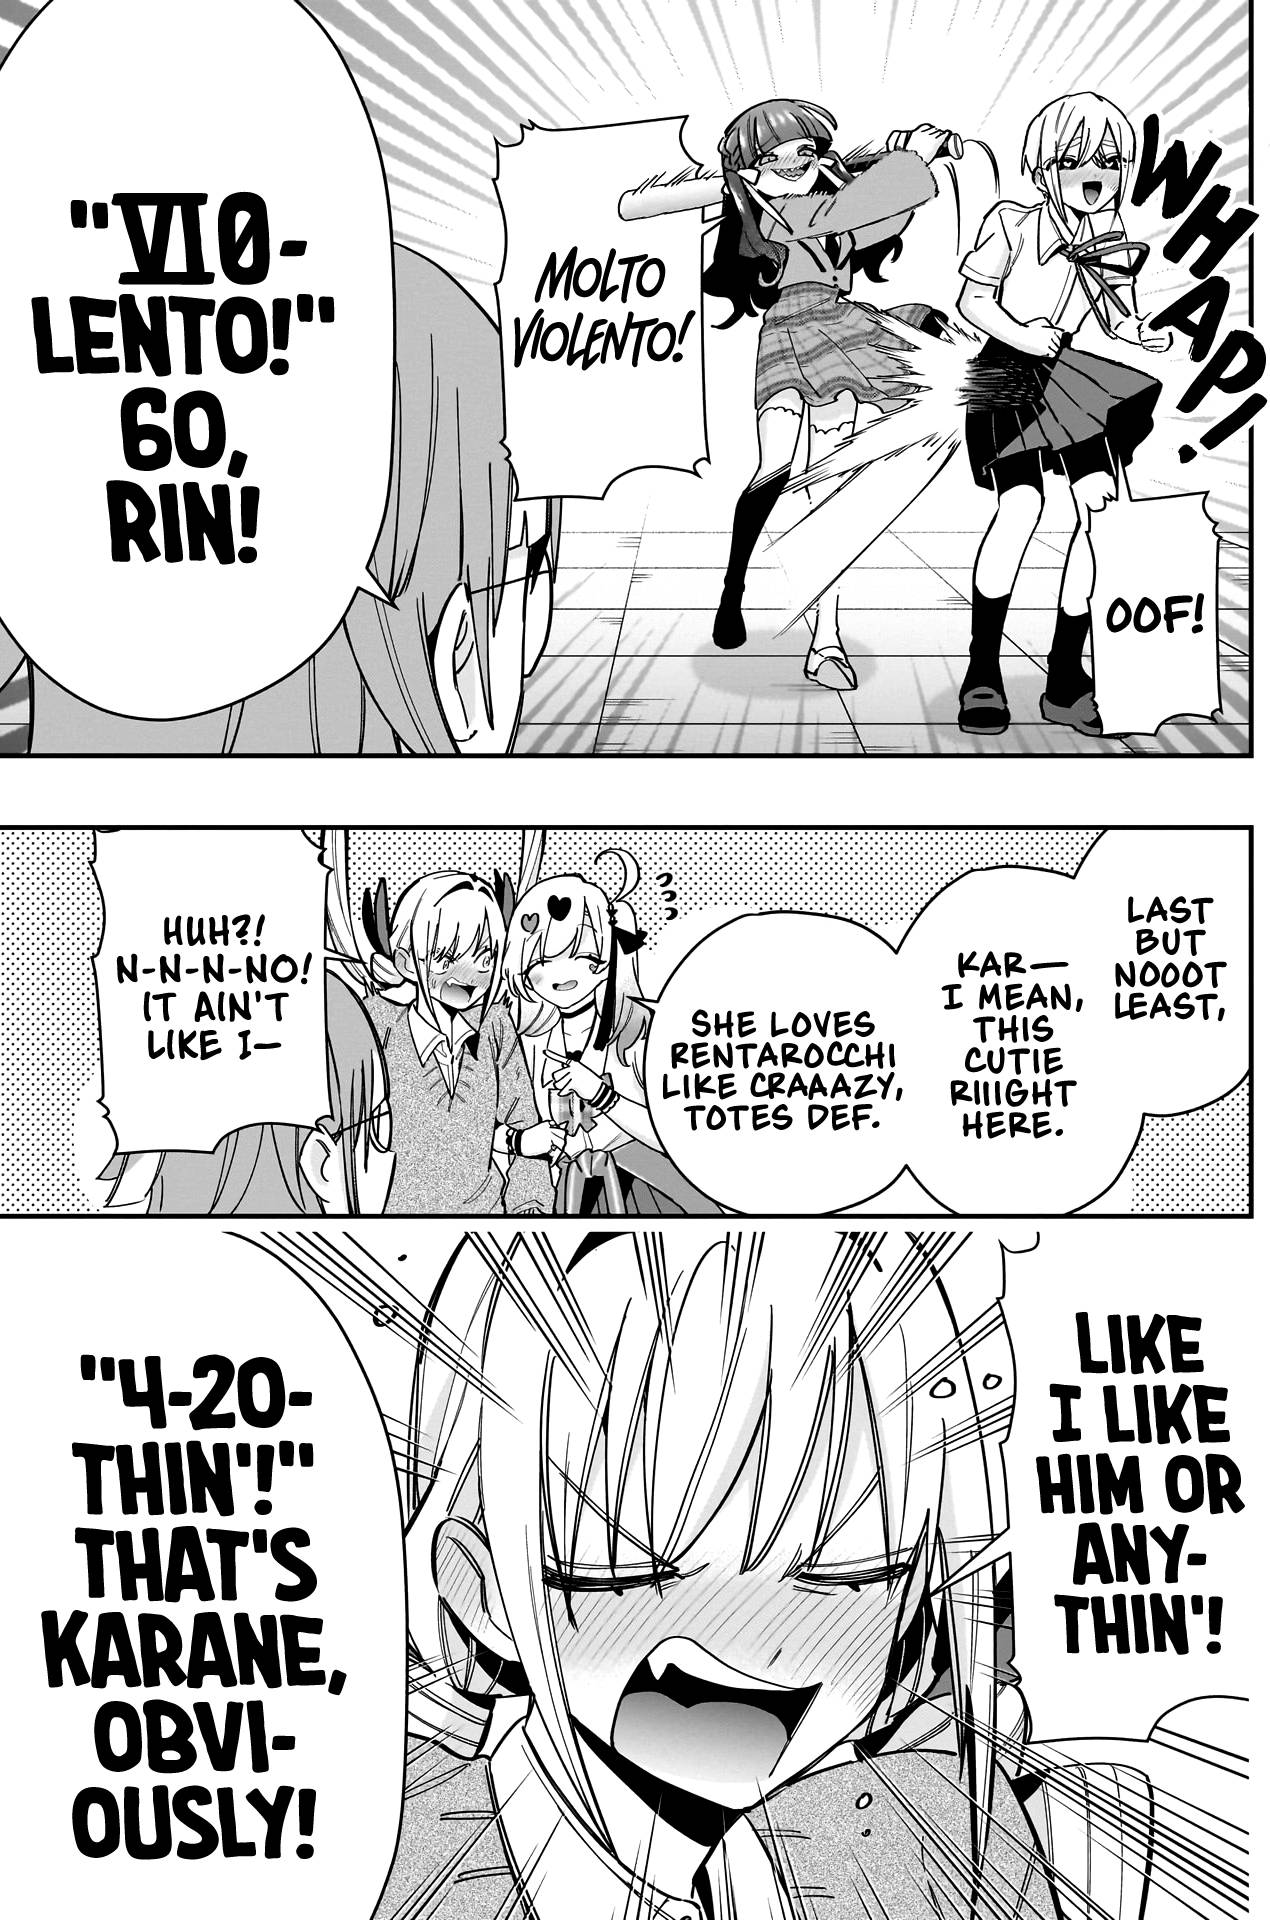 WHAP!
OOF!
MOLTO
VIOLENTO!
"VI0-
LENTO!"
60,
RIN!
LAST
BUT
NOOOT
LEAST,
KAR—
I MEAN,
THIS
CUTIE
RIIIGHT
HERE.
SHE LOVES
RENTAROCCHI
LIKE CRAAAZY,
TOTES DEF.
HUH?!
N-N-N-NO!
IT AIN'T
LIKE I—
LIKE
I LIKE
HIM OR
ANY-
THIN'!
"4-20-
THIN'!"
THAT'S
KARANE,
OBVI-
OUSLY!